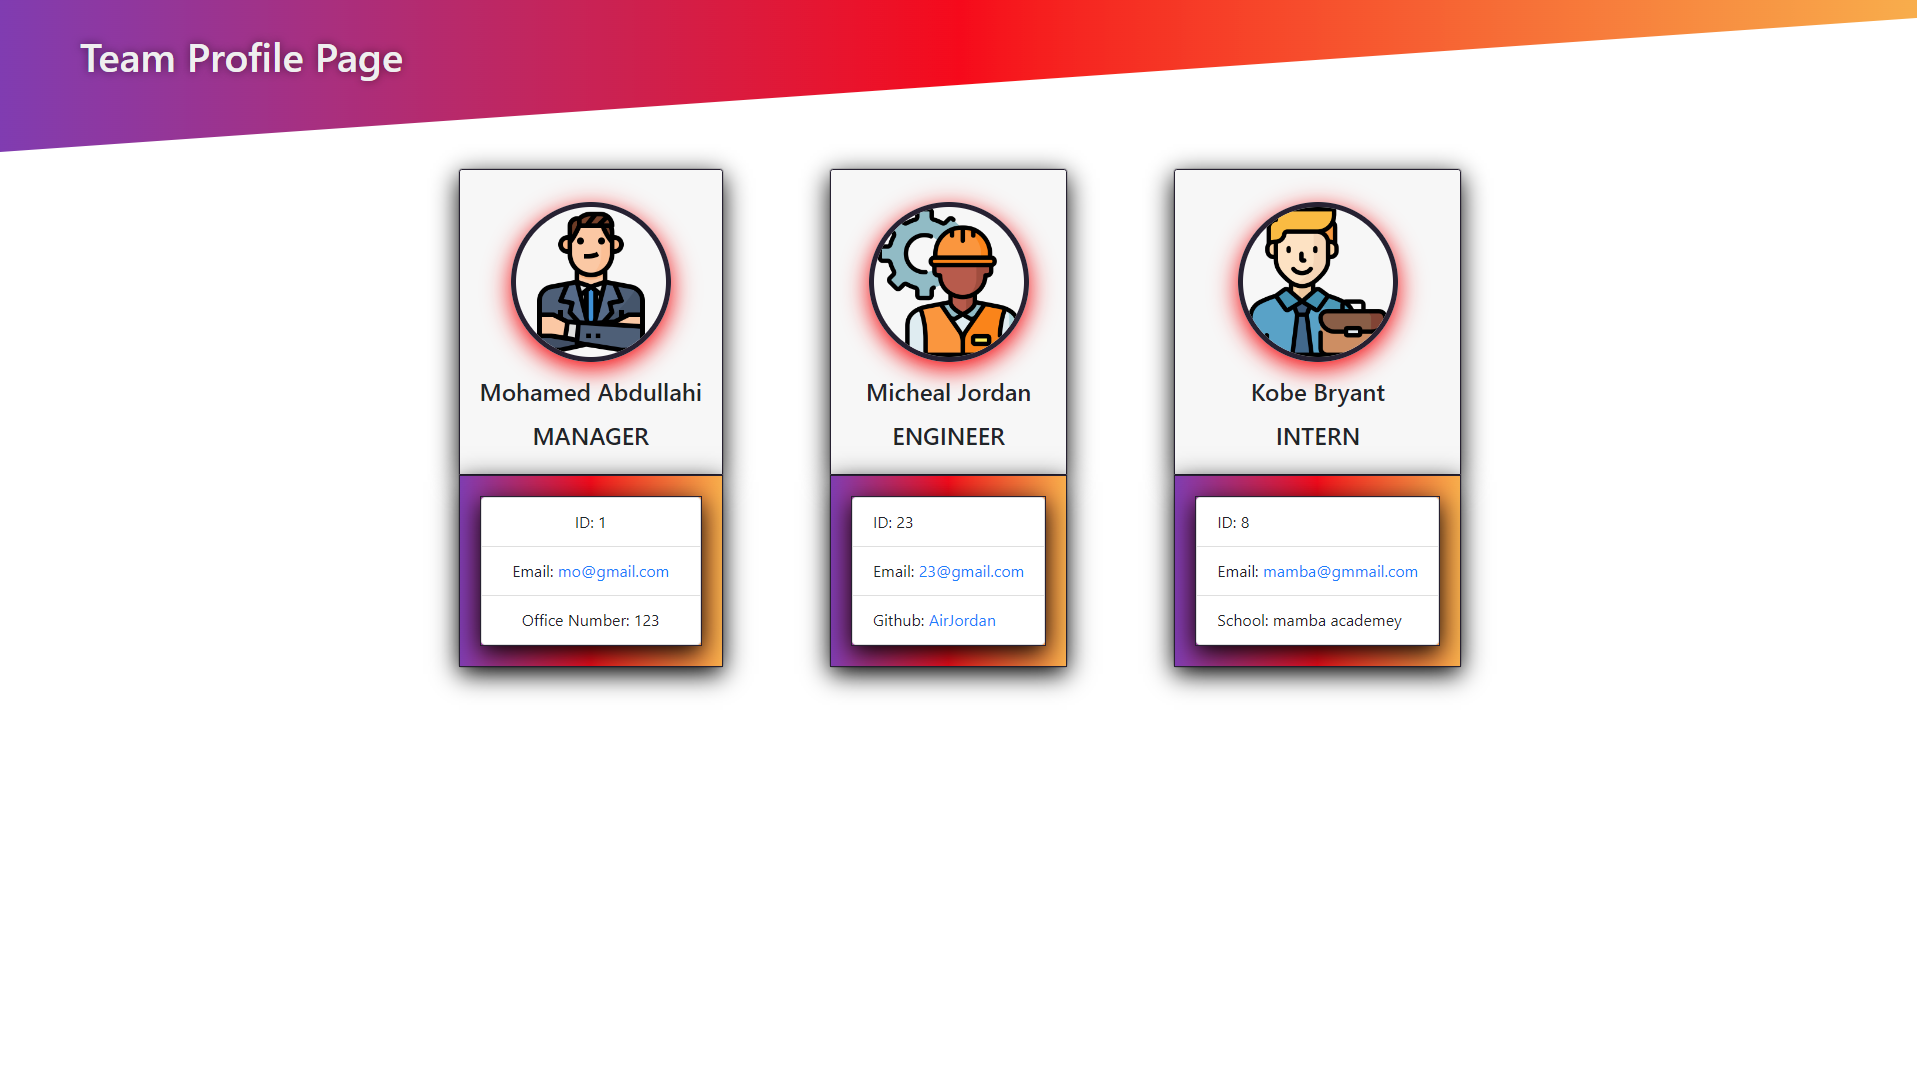 Team Profile Page
Mohamed Abdullahi
MANAGER
ID: 1
Email: mo@gmail.com
Office Number: 123
Micheal Jordan
ENGINEER
ID: 23
Email: 23@gmail.com
Github: AirJordan
Kobe Bryant
INTERN
ID: 8
Email: mamba@gmmail.com
School: mamba academey